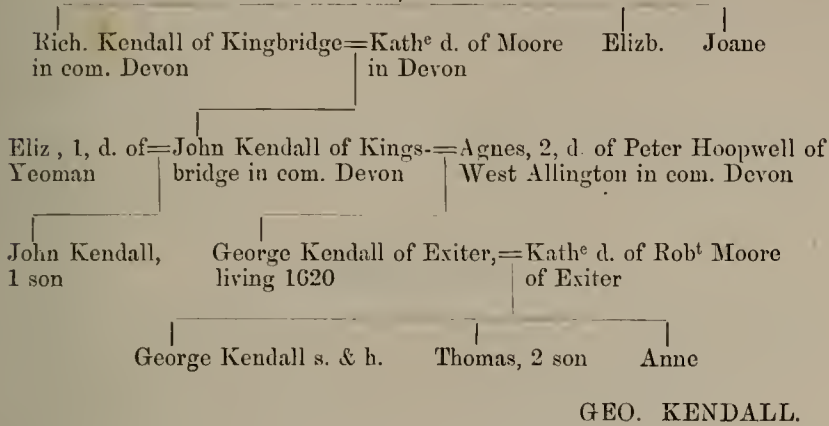 Rich. Kendall of Kingbridge=Kathᵉ d. of Moore Elizb. Joane
in com. Devon in Devon
Eliz , 1, d. of=John Kendall of Kings-=Agnes, 2, d. of Peter Hoopwell of
Yeoman bridge in com. Devon West Allington in com. Devon
John Kendall, George Kendall of Exiter,=Kathᵉ d. of Robᵗ Moore
1 son living 1620 of Exiter
George Kendall s. & h. Thomas, 2 son Anne
GEO. KENDALL.